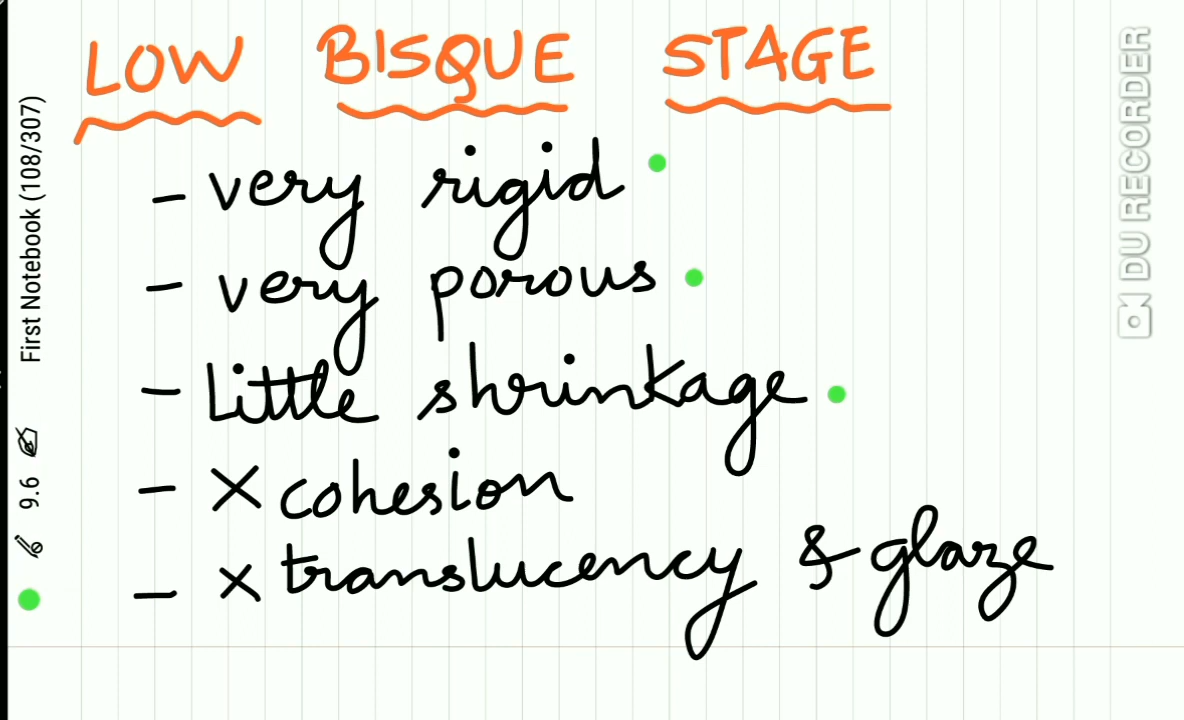 LOW BISQUE STAGE
- very rigid
- very porous
- Little shrinkage
- × cohesion
- × translucency & glaze
First Notebook (108/307)
9.6
DU RECORDER